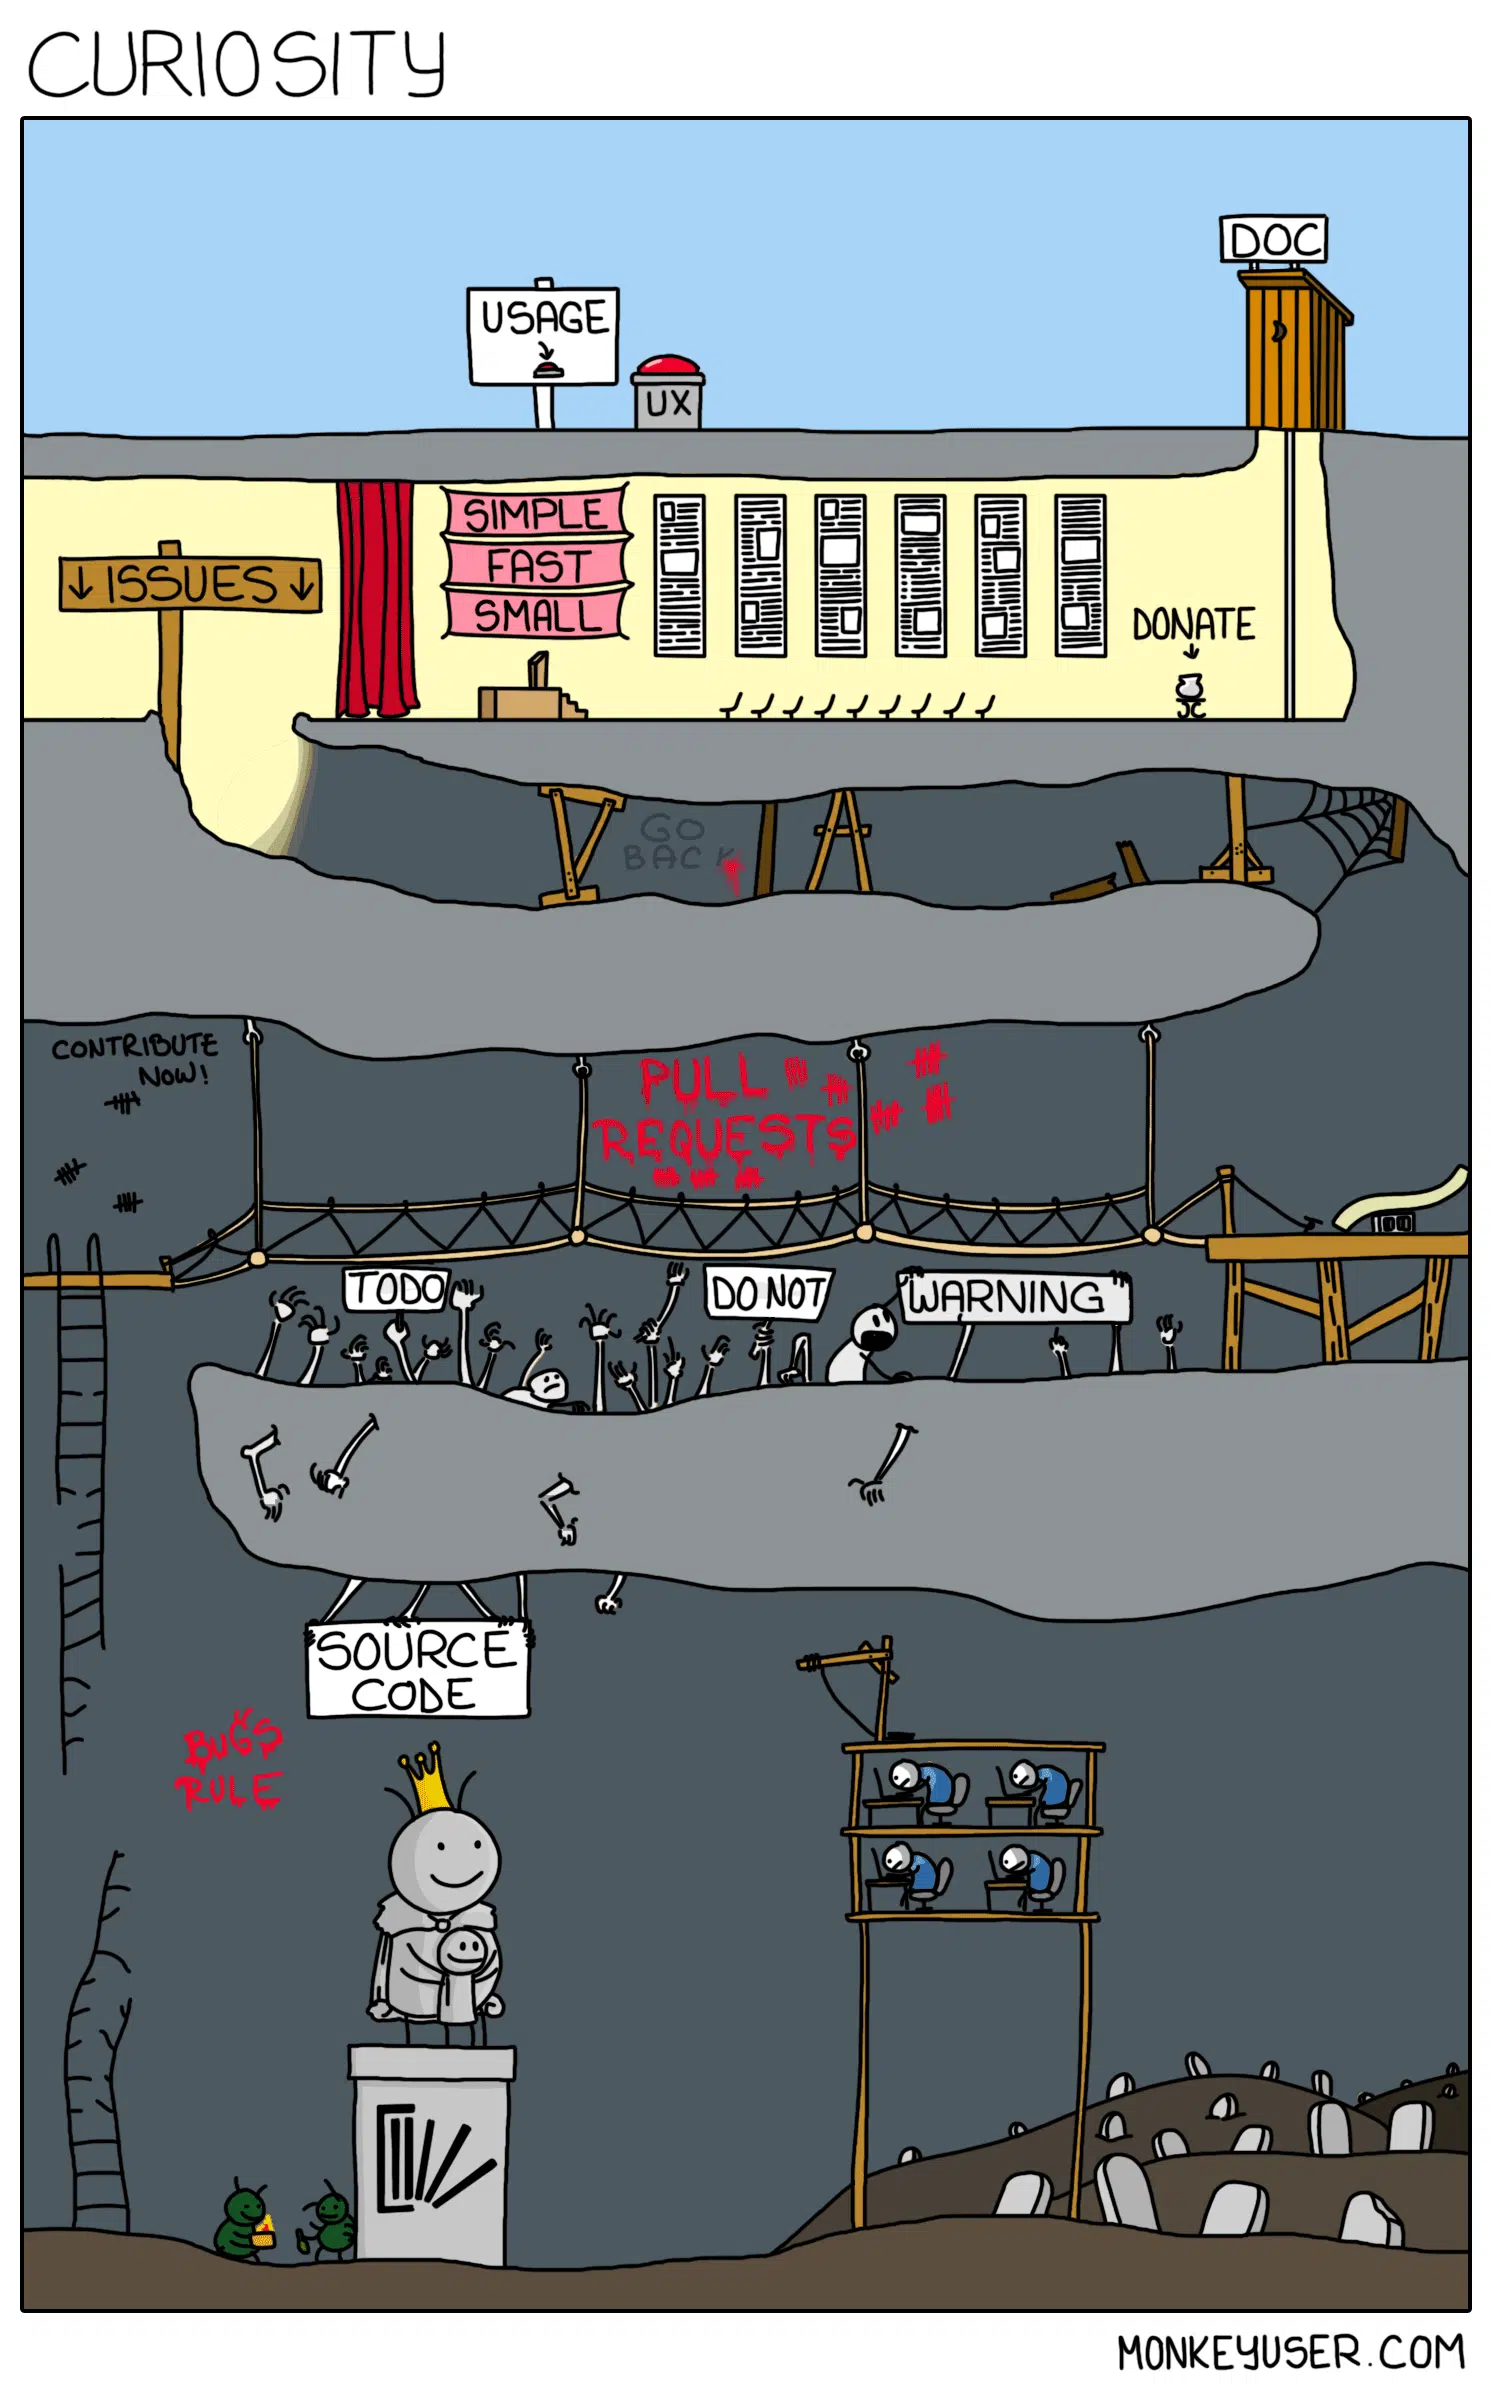 CURIOSITY
DOC
USAGE
UX
↓ ISSUES ↓
SIMPLE
FAST
SMALL
DONATE
GO
BACK
CONTRIBUTE
NOW!
PULL
REQUESTS
TODO
DO NOT
WARNING
SOURCE
CODE
BUGS
RULE
MONKEYUSER.COM